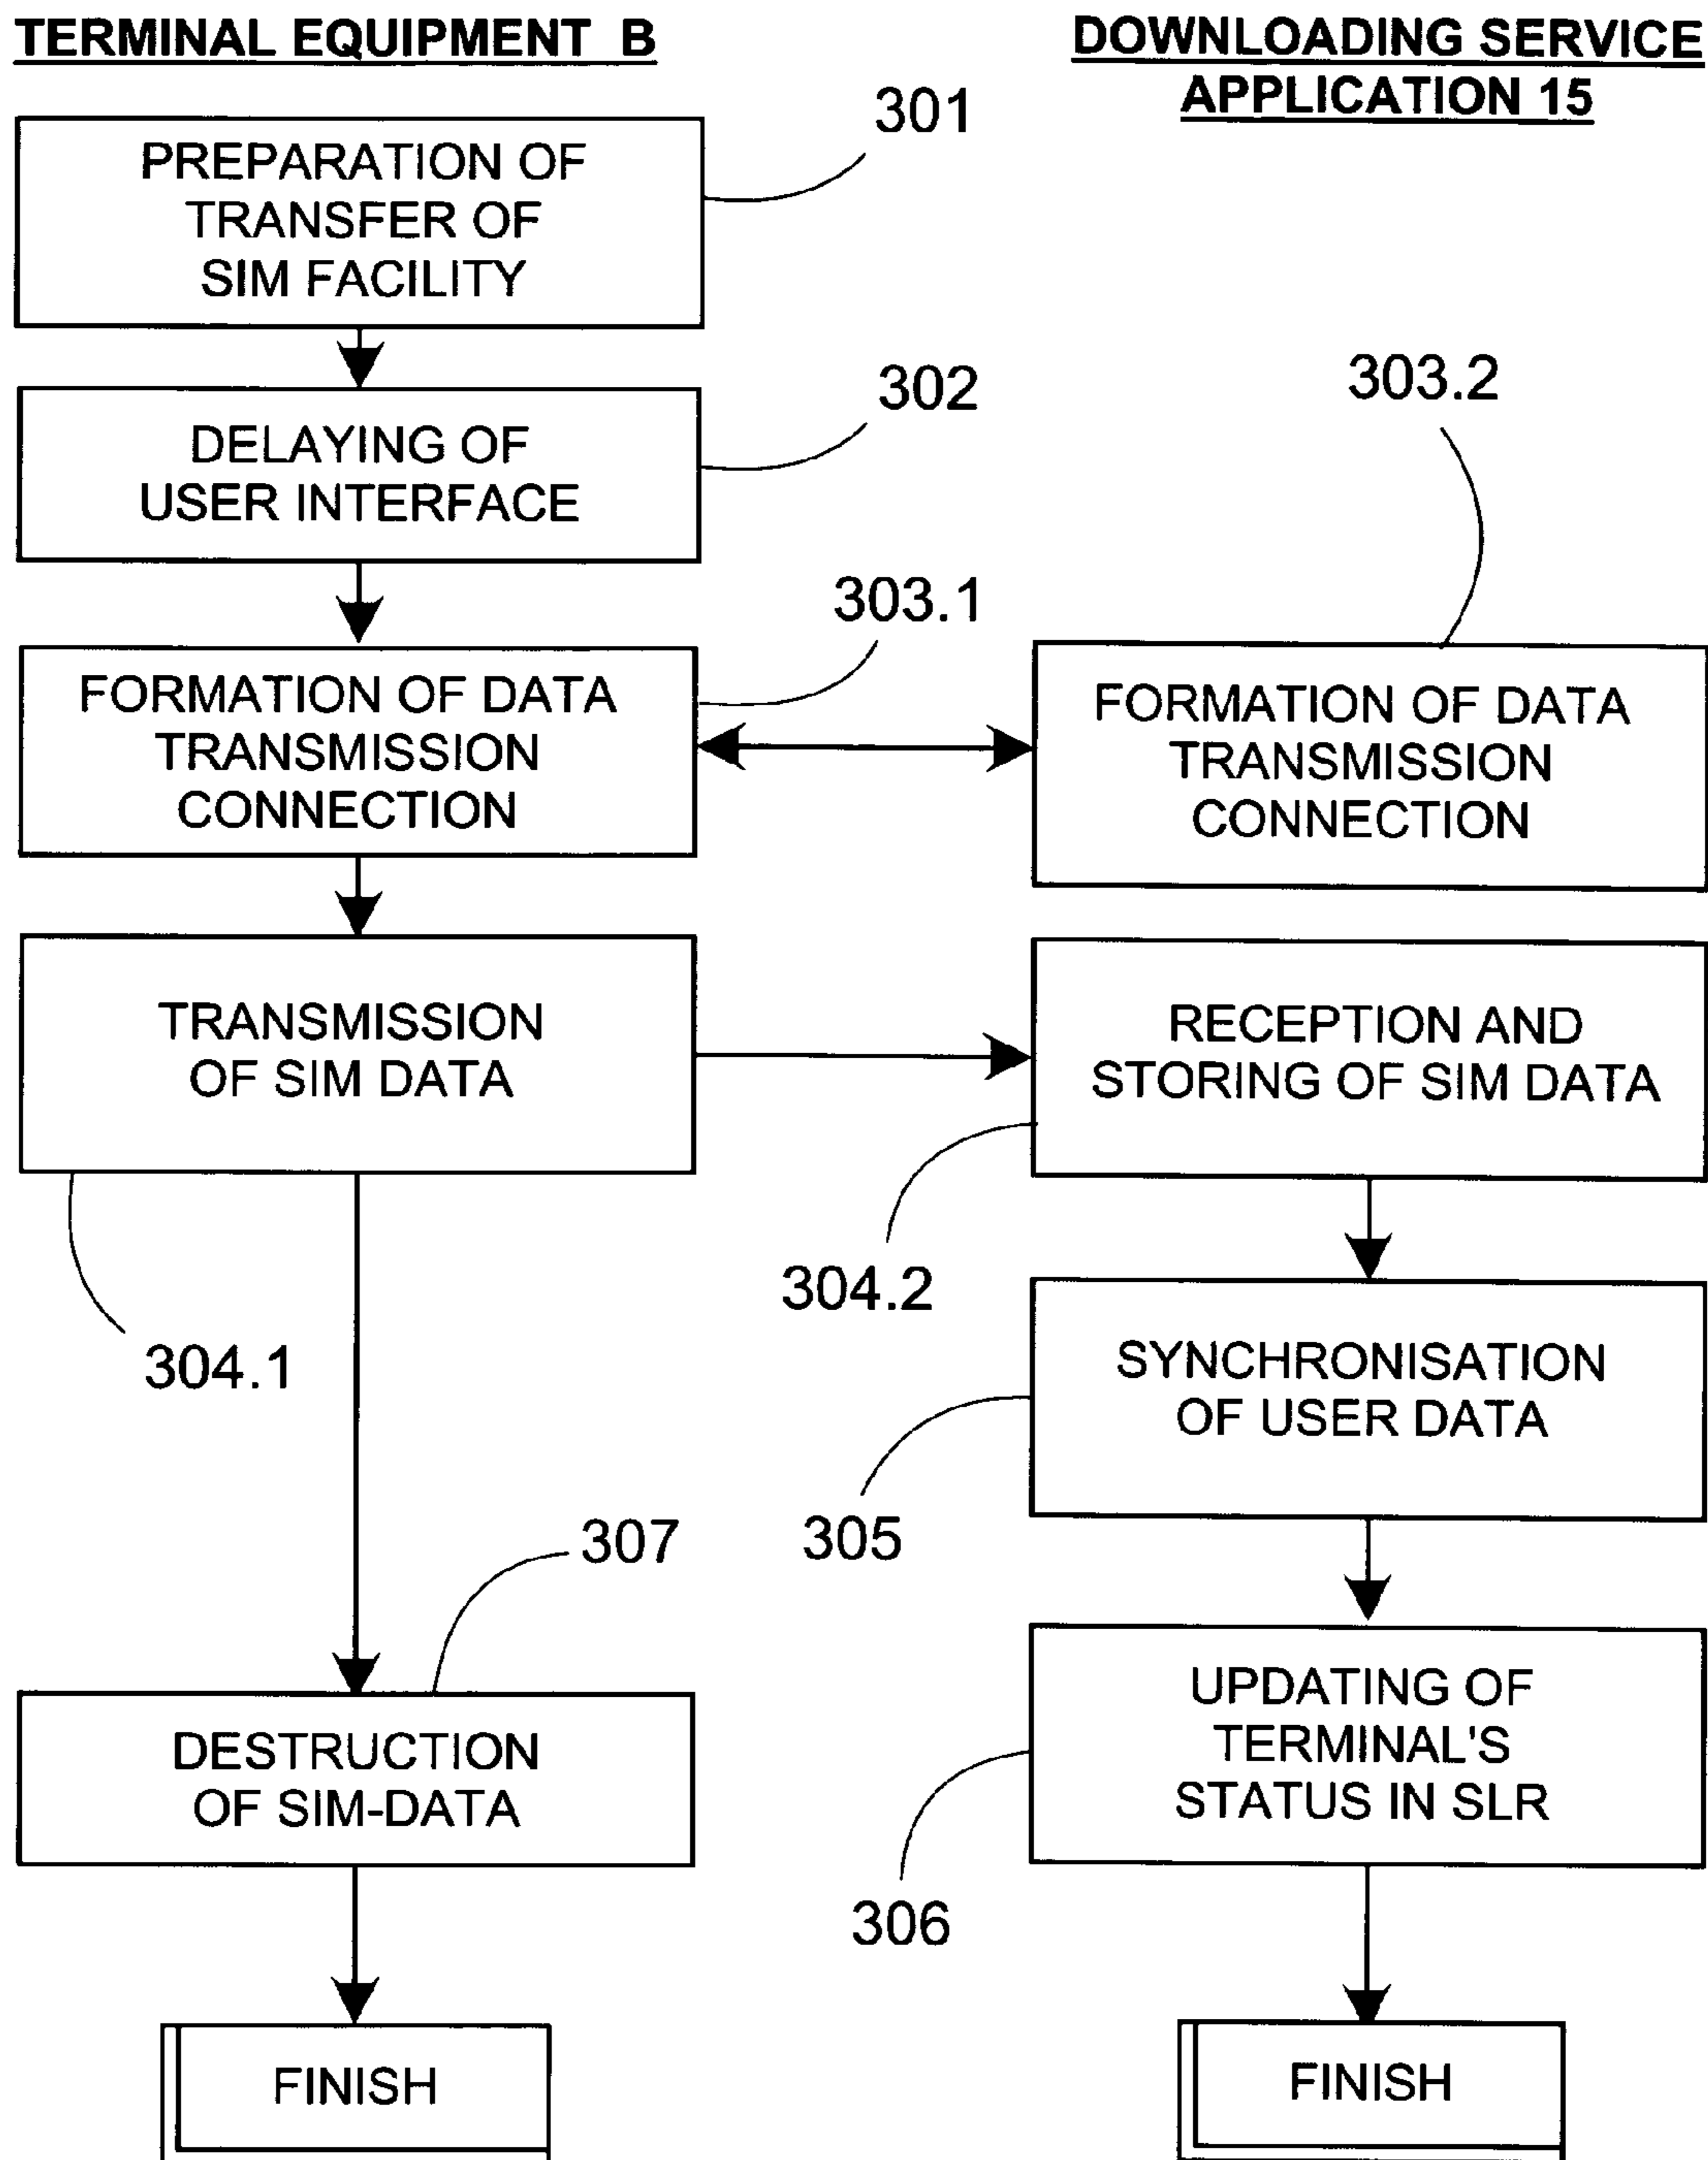 TERMINAL EQUIPMENT B
DOWNLOADING SERVICE
APPLICATION 15
301
PREPARATION OF
TRANSFER OF
SIM FACILITY
302
DELAYING OF
USER INTERFACE
303.1
FORMATION OF DATA
TRANSMISSION
CONNECTION
303.2
FORMATION OF DATA
TRANSMISSION
CONNECTION
TRANSMISSION
OF SIM DATA
304.1
RECEPTION AND
STORING OF SIM DATA
304.2
SYNCHRONISATION
OF USER DATA
305
UPDATING OF
TERMINAL'S
STATUS IN SLR
306
307
DESTRUCTION
OF SIM-DATA
FINISH
FINISH